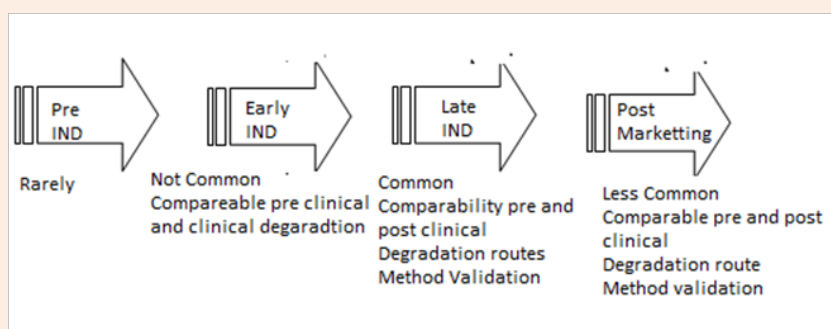 Pre
IND
Rarely
Early
IND
Not Common
Compareable pre clinical
and clinical degaradtion
Late
IND
Common
Comparability pre and
post clinical
Degradation routes
Method Validation
Post
Marketting
Less Common
Comparable pre and post
clinical
Degradation route
Method validation